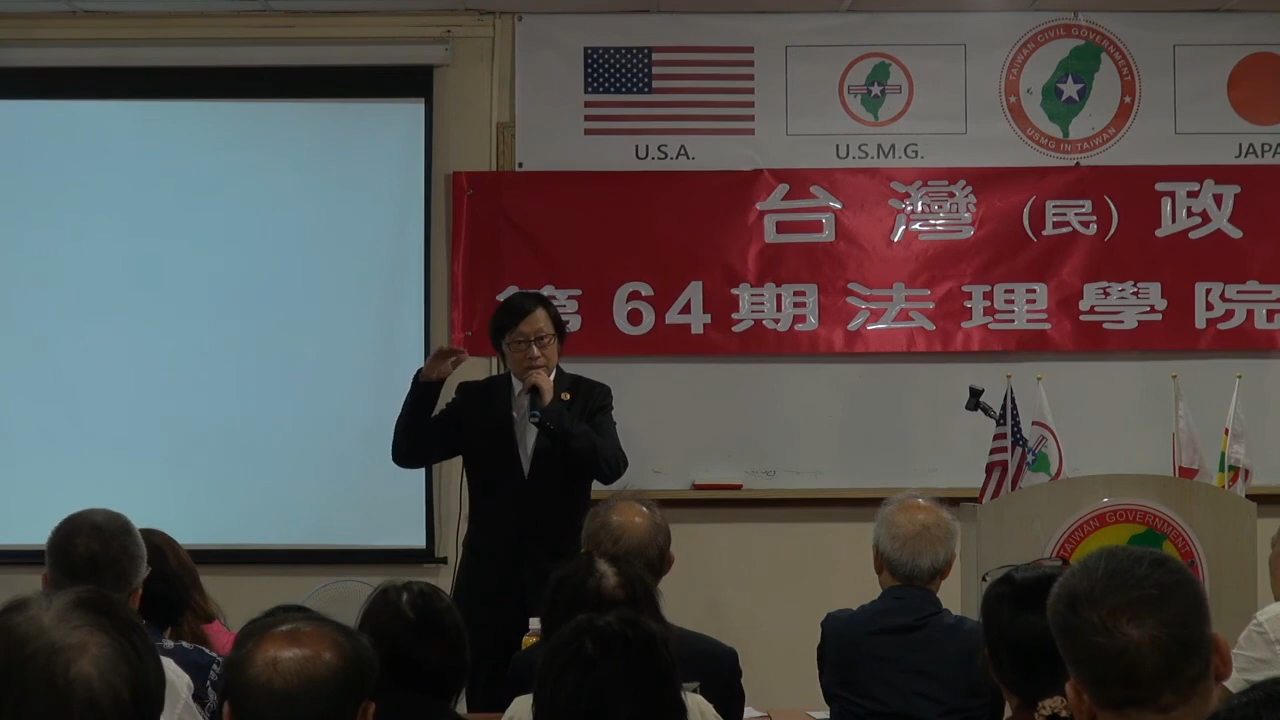 TAIWAN CIVIL GOVERNMENT
USMG IN TAIWAN
U.S.A.
U.S.M.G.
JAPA
台灣(民)政
第64期法理學院
TAIWAN GOVERNMENT